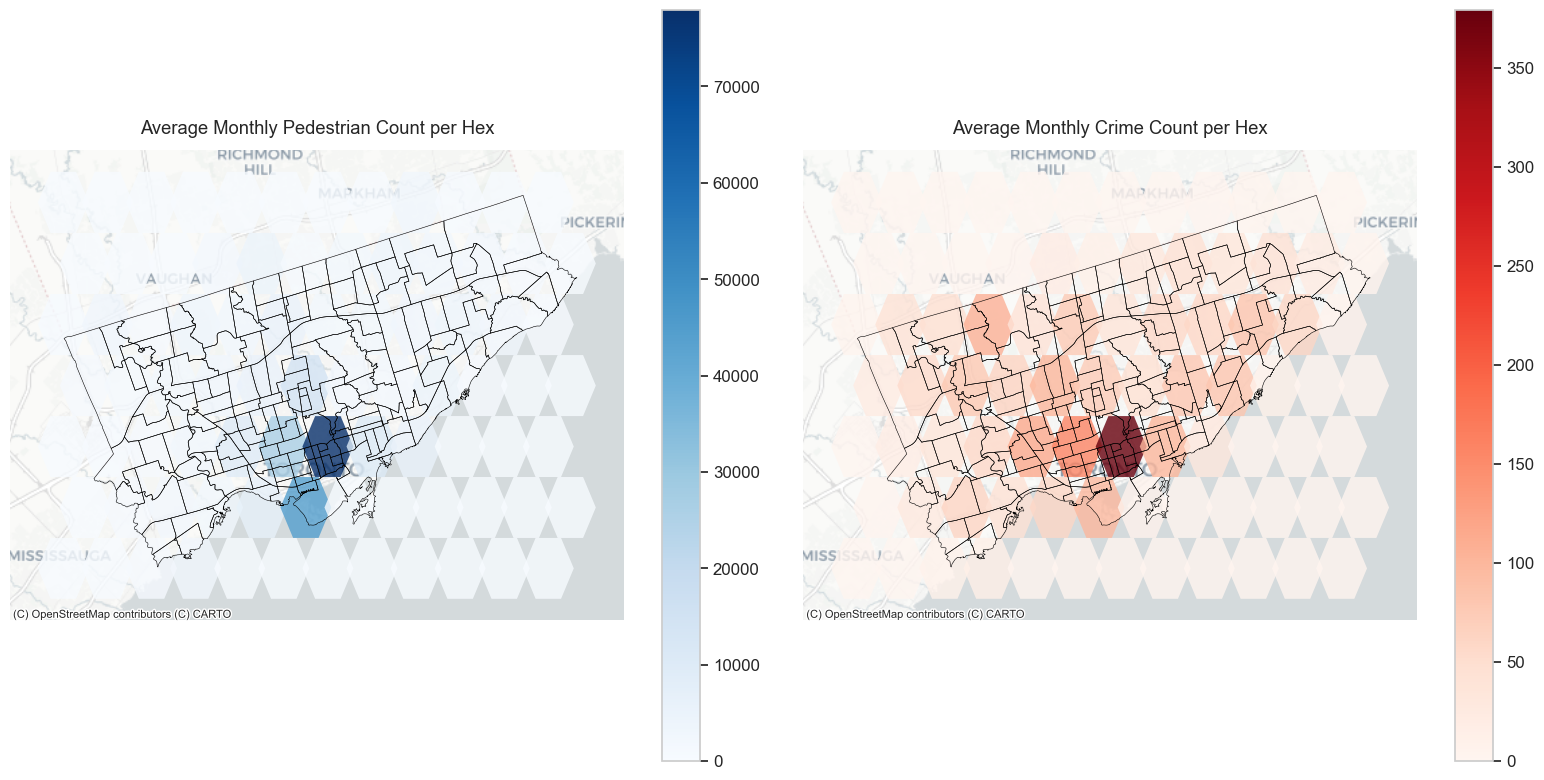 Average Monthly Pedestrian Count per Hex
RICHMOND
HILL
MARKHAM
PICKERIN
VAUGHAN
TORONTO
MISSISSAUGA
(C) OpenStreetMap contributors (C) CARTO
70000
60000
50000
40000
30000
20000
10000
0
Average Monthly Crime Count per Hex
RICHMOND
HILL
MARKHAM
PICKERIN
VAUGHAN
TORONTO
MISSISSAUGA
(C) OpenStreetMap contributors (C) CARTO
350
300
250
200
150
100
50
0